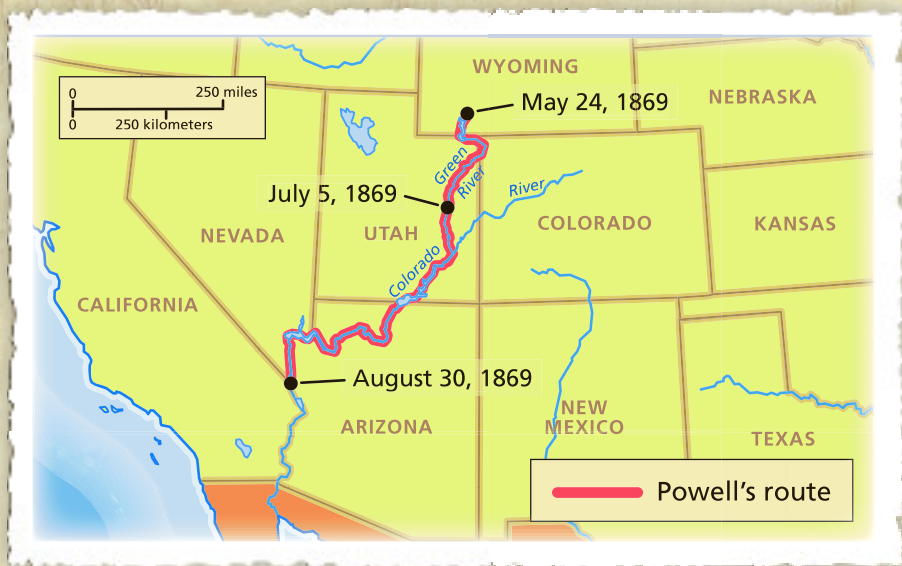 WYOMING
0 250 miles
0 250 kilometers
May 24, 1869
NEBRASKA
Green
River
July 5, 1869
River
NEVADA
UTAH
COLORADO
KANSAS
Colorado
CALIFORNIA
August 30, 1869
ARIZONA
NEW
MEXICO
TEXAS
Powell’s route